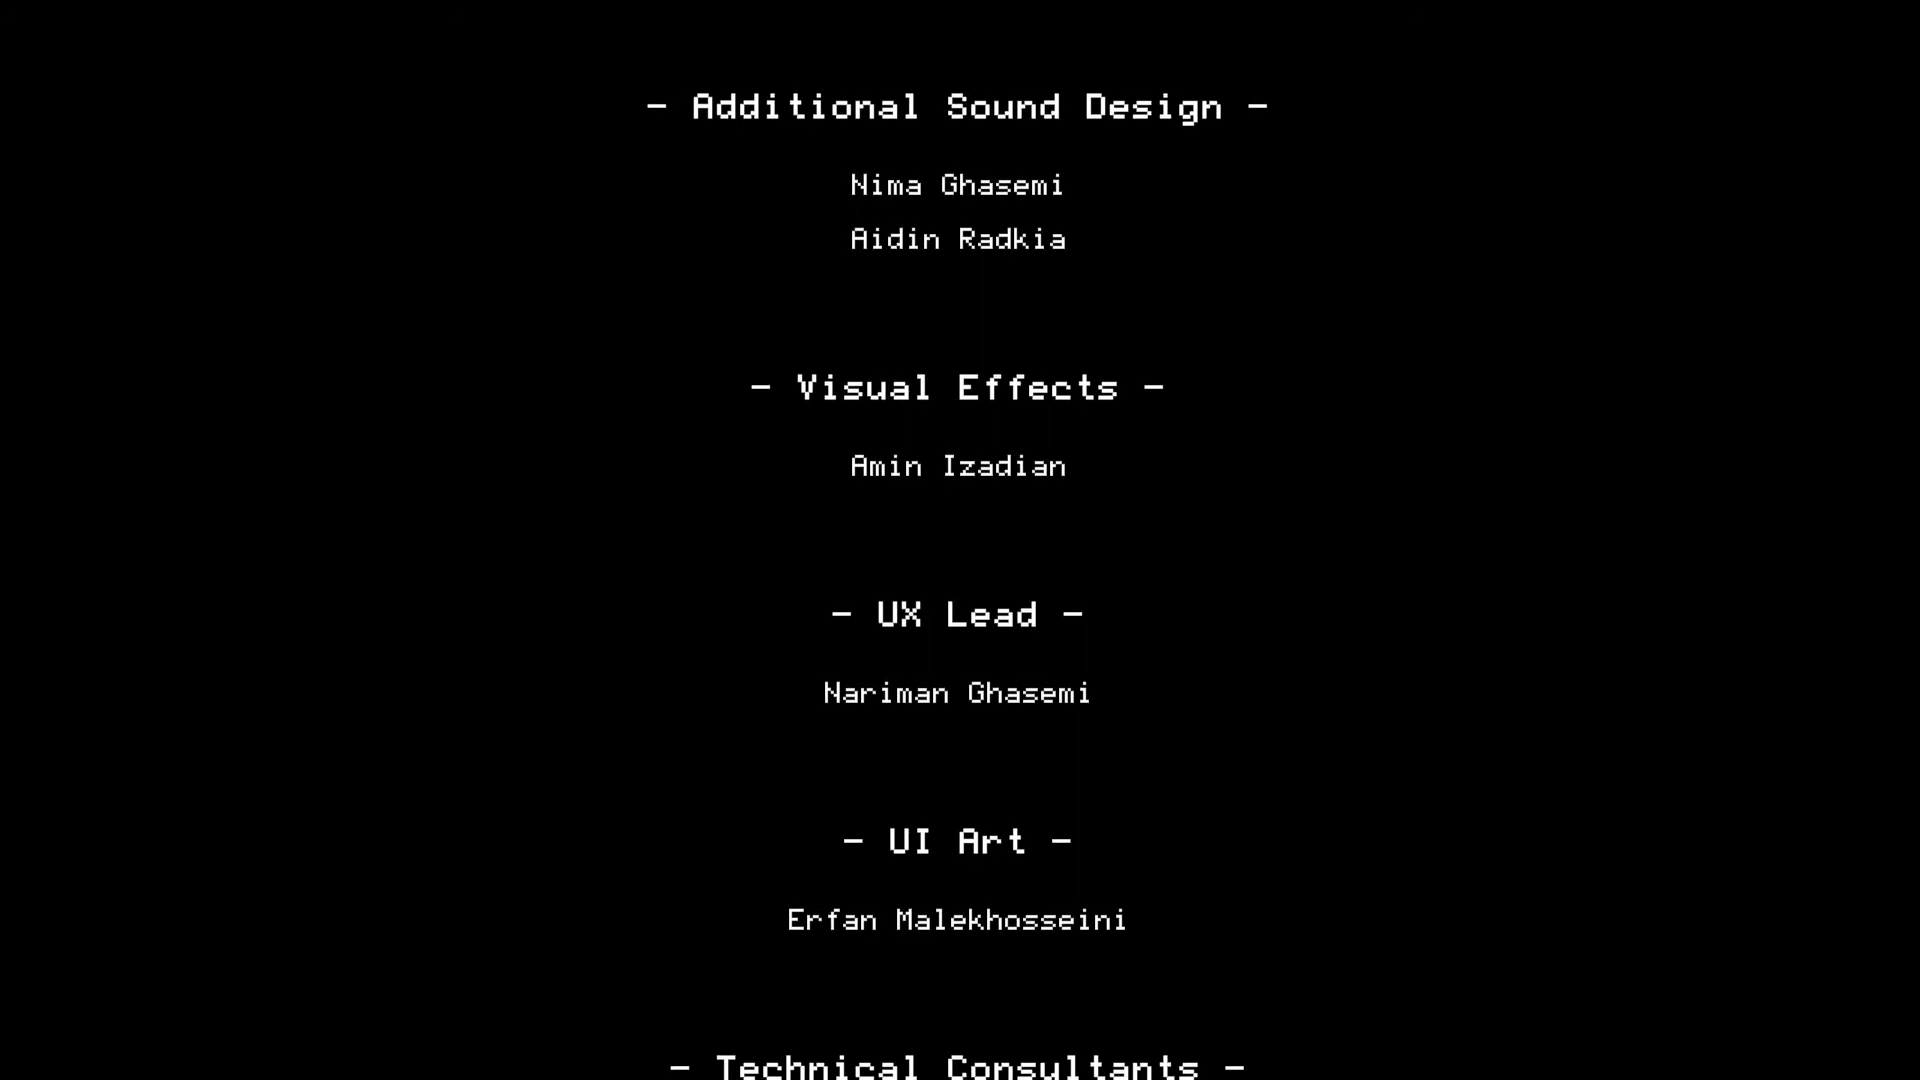 - Additional Sound Design -
Nima Ghasemi
Aidin Radkia
- Visual Effects -
Amin Izadian
- UX Lead -
Nariman Ghasemi
- UI Art -
Erfan Malekhosseini
- Technical Consultants -